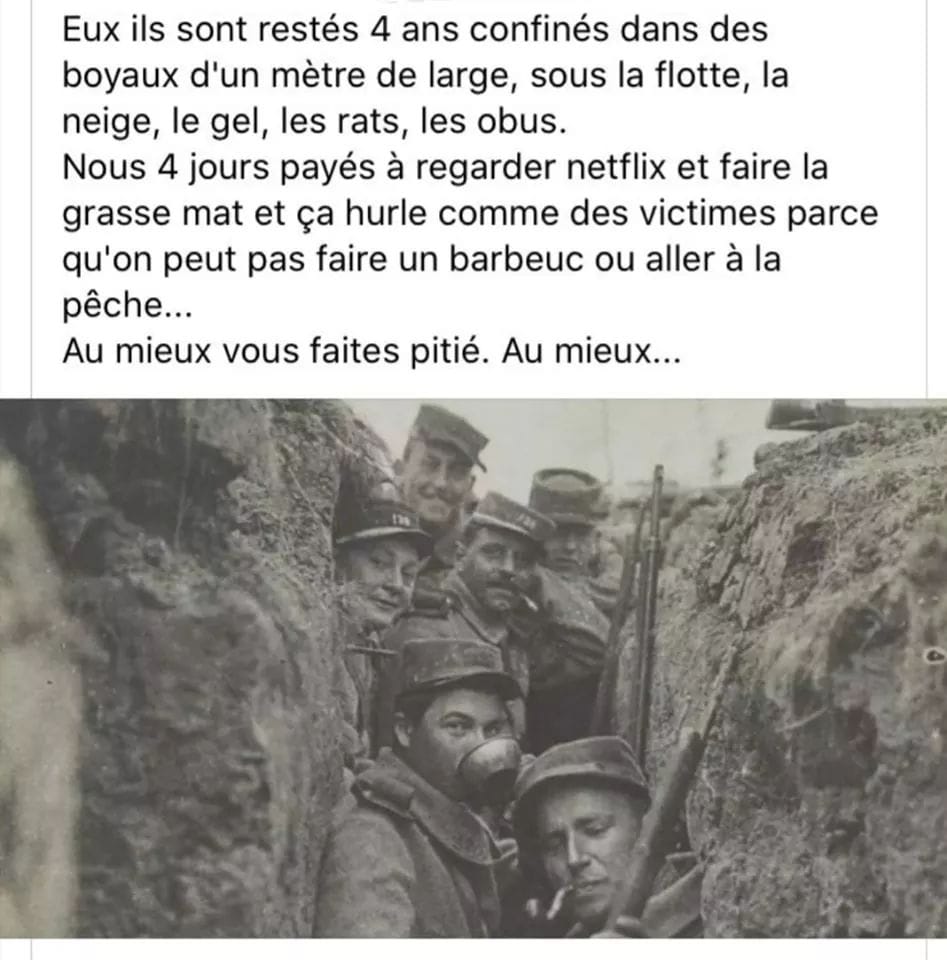 Eux ils sont restés 4 ans confinés dans des
boyaux d'un mètre de large, sous la flotte, la
neige, le gel, les rats, les obus.
Nous 4 jours payés à regarder netflix et faire la
grasse mat et ça hurle comme des victimes parce
qu'on peut pas faire un barbeuc ou aller à la
pêche...
Au mieux vous faites pitié. Au mieux...